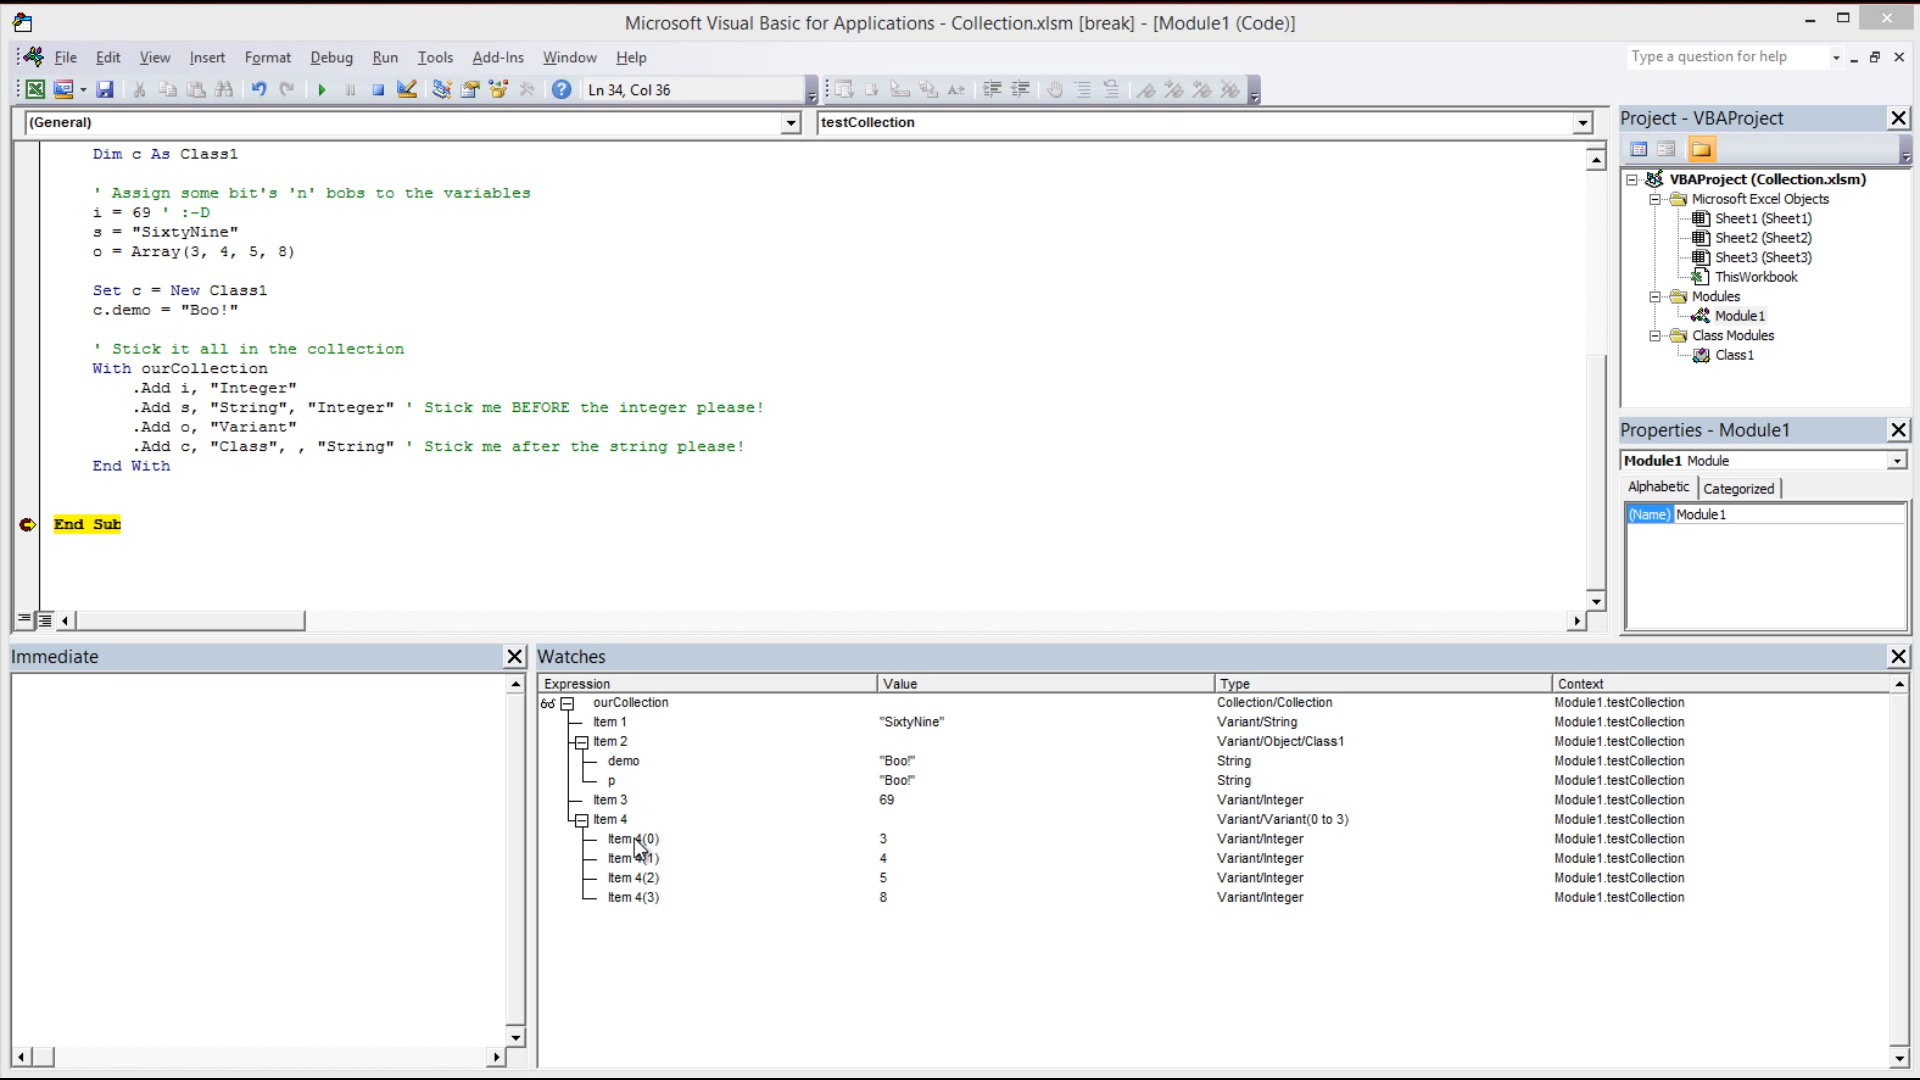 Microsoft Visual Basic for Applications - Collection.xlsm [break] - [Module1 (Code)]
File Edit View Insert Format Debug Run Tools Add-Ins Window Help
Type a question for help
Ln 34, Col 36
(General)
testCollection
Dim c As Class1
' Assign some bit's 'n' bobs to the variables
i = 69 ' :-D
s = "SixtyNine"
o = Array(3, 4, 5, 8)
Set c = New Class1
c.demo = "Boo!"
' Stick it all in the collection
With ourCollection
.Add i, "Integer"
.Add s, "String", "Integer" ' Stick me BEFORE the integer please!
.Add o, "Variant"
.Add c, "Class", , "String" ' Stick me after the string please!
End With
End Sub
Project - VBAProject
VBAProject (Collection.xlsm)
Microsoft Excel Objects
Sheet1 (Sheet1)
Sheet2 (Sheet2)
Sheet3 (Sheet3)
ThisWorkbook
Modules
Module1
Class Modules
Class1
Properties - Module1
Module1 Module
Alphabetic Categorized
(Name) Module1
Immediate
Watches
Expression Value Type Context
ourCollection Collection/Collection Module1.testCollection
Item 1 "SixtyNine" Variant/String Module1.testCollection
Item 2 Variant/Object/Class1 Module1.testCollection
demo "Boo!" String Module1.testCollection
p "Boo!" String Module1.testCollection
Item 3 69 Variant/Integer Module1.testCollection
Item 4 Variant/Variant(0 to 3) Module1.testCollection
Item 4(0) 3 Variant/Integer Module1.testCollection
Item 4(1) 4 Variant/Integer Module1.testCollection
Item 4(2) 5 Variant/Integer Module1.testCollection
Item 4(3) 8 Variant/Integer Module1.testCollection